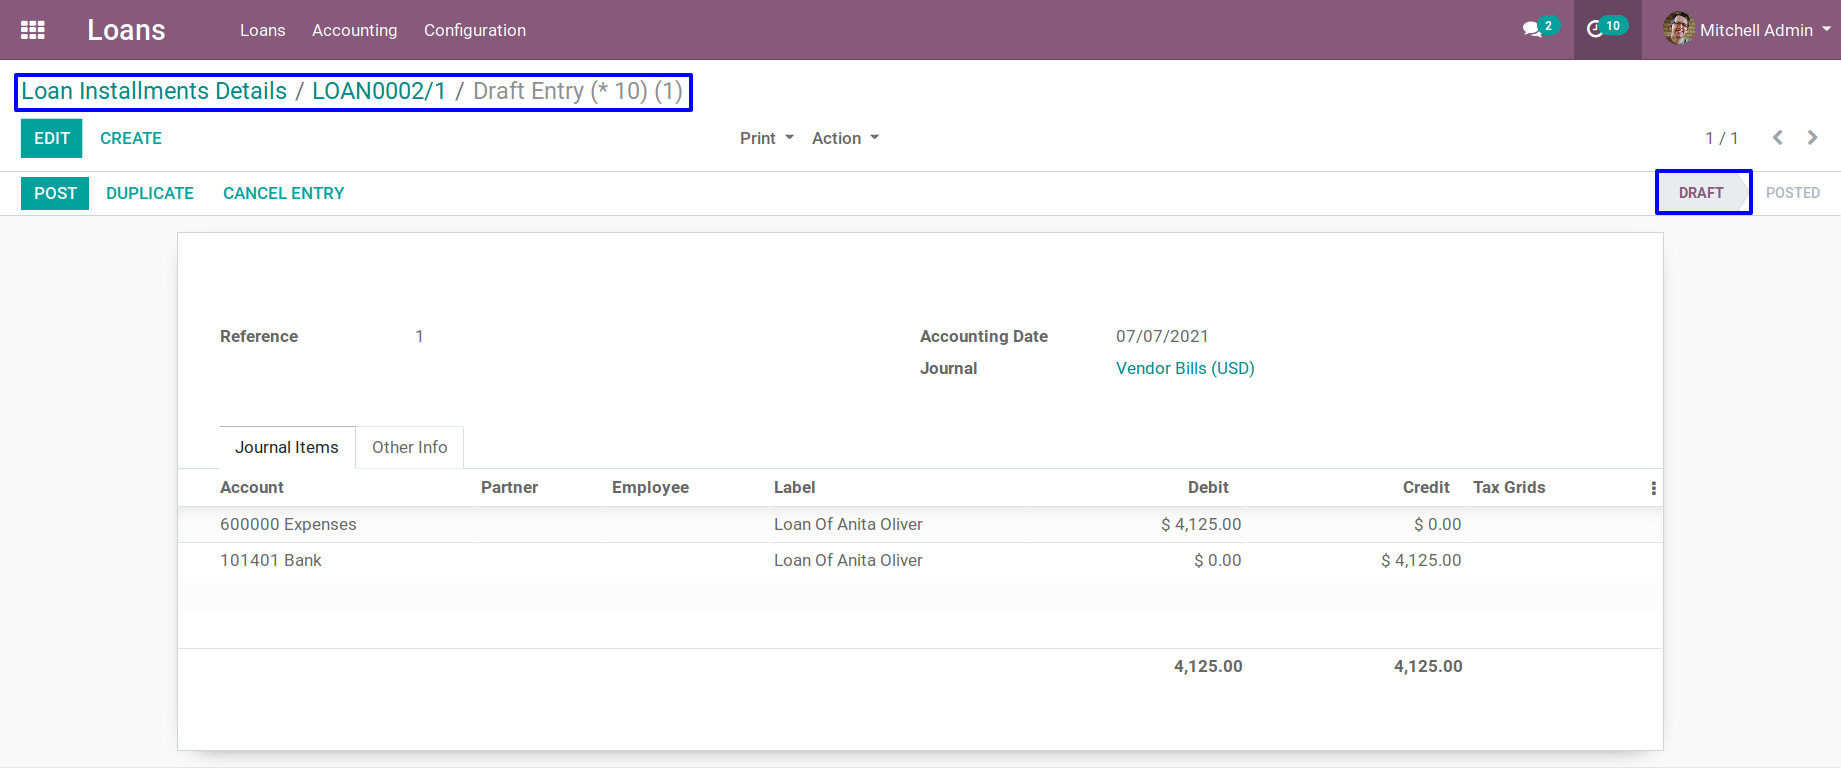 Loans Loans Accounting Configuration 2 10 Mitchell Admin
Loan Installments Details / LOAN0002/1 / Draft Entry (* 10) (1)
EDIT CREATE Print Action 1 / 1
POST DUPLICATE CANCEL ENTRY DRAFT POSTED
Reference 1 Accounting Date 07/07/2021
Journal Vendor Bills (USD)
Journal Items Other Info
Account Partner Employee Label Debit Credit Tax Grids
600000 Expenses Loan Of Anita Oliver $ 4,125.00 $ 0.00
101401 Bank Loan Of Anita Oliver $ 0.00 $ 4,125.00
4,125.00 4,125.00